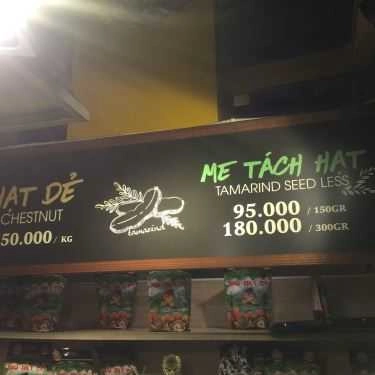 HẠT DẺ
CHESTNUT
50.000 / KG
tamarind
ME TÁCH HẠT
TAMARIND SEED LESS
95.000 / 150GR
180.000 / 300GR